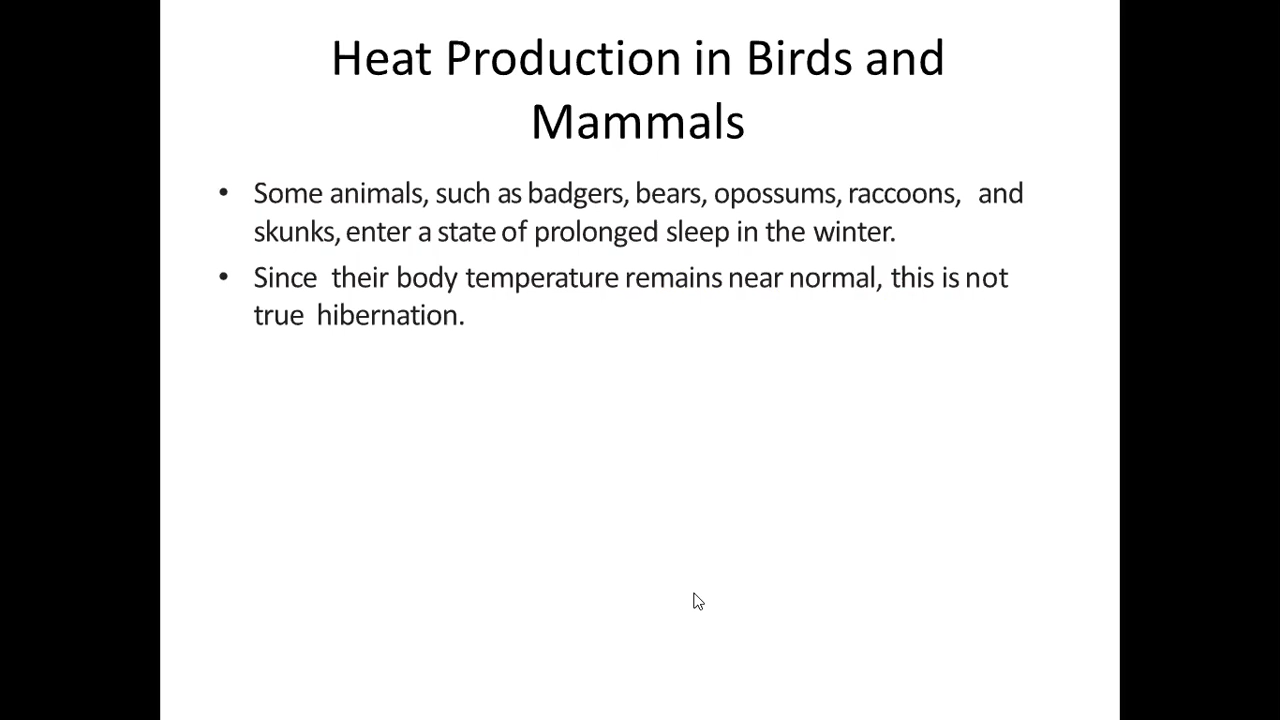 Heat Production in Birds and
Mammals
• Some animals, such as badgers, bears, opossums, raccoons, and
skunks, enter a state of prolonged sleep in the winter.
• Since their body temperature remains near normal, this is not
true hibernation.